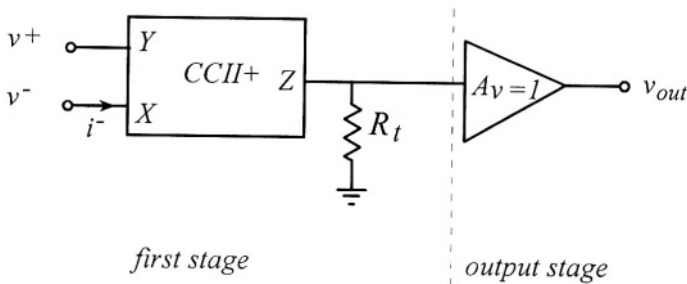 v+
Y
CCII+
Z
v-
i-
X
Rt
Av = 1
vout
first stage
output stage